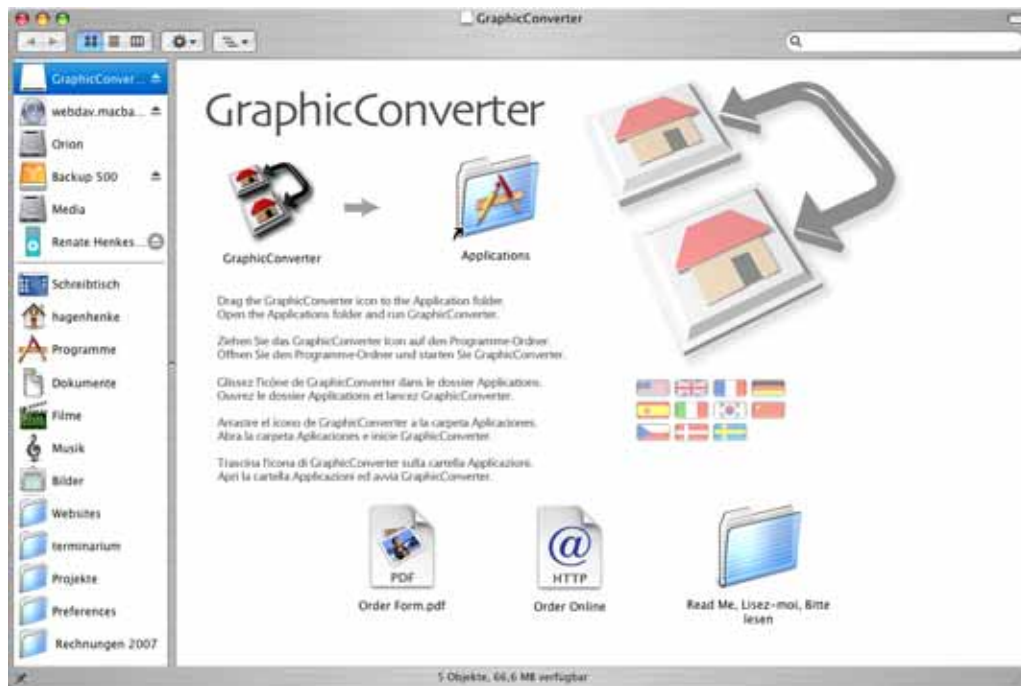 GraphicConverter
GraphicConver...
webdav.macba...
Orion
Backup 500
Media
Renate Henkes...
Schreibtisch
hagenhenke
Programme
Dokumente
Filme
Musik
Bilder
Websites
terminarium
Projekte
Preferences
Rechnungen 2007
GraphicConverter
GraphicConverter
Applications
Drag the GraphicConverter icon to the Application folder.
Open the Applications folder and run GraphicConverter.
Ziehen Sie das GraphicConverter Icon auf den Programme-Ordner.
Öffnen Sie den Programme-Ordner und starten Sie GraphicConverter.
Glissez l'icône de GraphicConverter dans le dossier Applications.
Ouvrez le dossier Applications et lancez GraphicConverter.
Arrastre el icono de GraphicConverter a la carpeta Aplicaciones.
Abra la carpeta Aplicaciones e inicie GraphicConverter.
Trascina l'icona di GraphicConverter sulla cartella Applicazioni.
Apri la cartella Applicazioni ed avvia GraphicConverter.
PDF
Order Form.pdf
@
HTTP
Order Online
Read Me, Lisez-moi, Bitte
lesen
5 Objekte, 66,6 MB verfügbar